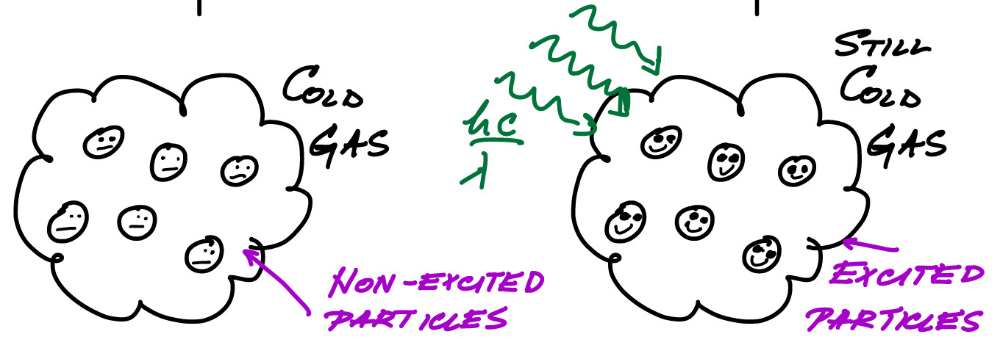 COLD
GAS
NON-EXCITED
PARTICLES
hc
λ
STILL
COLD
GAS
EXCITED
PARTICLES